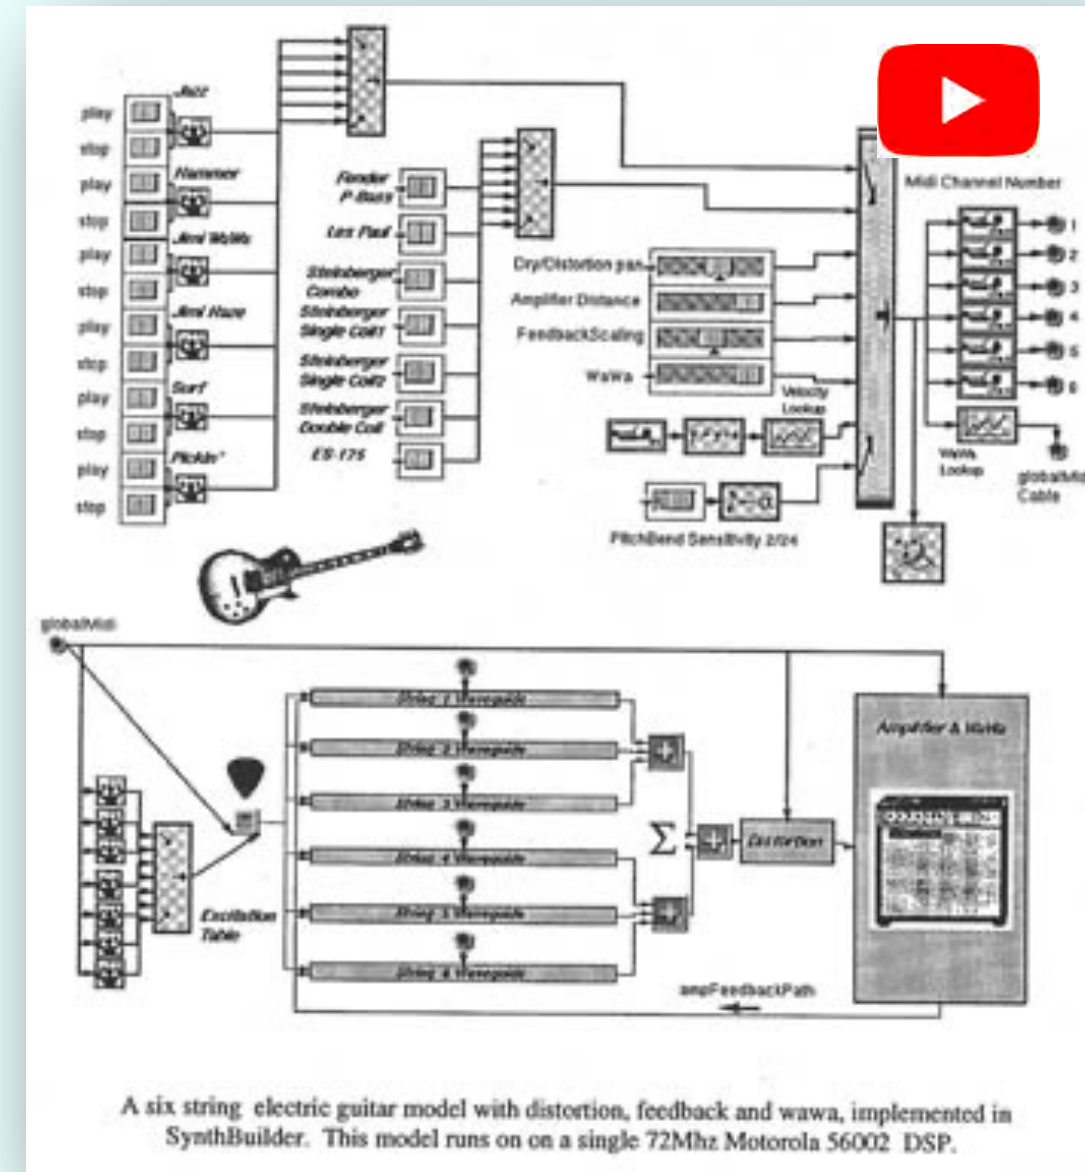 Jazz
play
stop
Hammer
play
stop
Jimi WaWa
play
stop
Jimi Haze
play
stop
Surf
play
stop
Pickin'
play
stop
Fender
P-Bass
Les Paul
Steinberger
Combo
Steinberger
Single Coil1
Steinberger
Single Coil2
Steinberger
Double Coil
ES-175
Dry/Distortion pan
Amplifier Distance
FeedbackScaling
WaWa
Velocity
Lookup
PitchBend Sensitivity 2/24
Midi Channel Number
1
2
3
4
5
6
WaWa
Lookup
globalMidi
Cable
globalMidi
Excitation
Table
String 1 Waveguide
String 2 Waveguide
String 3 Waveguide
String 4 Waveguide
String 5 Waveguide
String 6 Waveguide
Σ
Distortion
Amplifier & WaWa
ampFeedbackPath
A six string electric guitar model with distortion, feedback and wawa, implemented in
SynthBuilder. This model runs on on a single 72Mhz Motorola 56002 DSP.